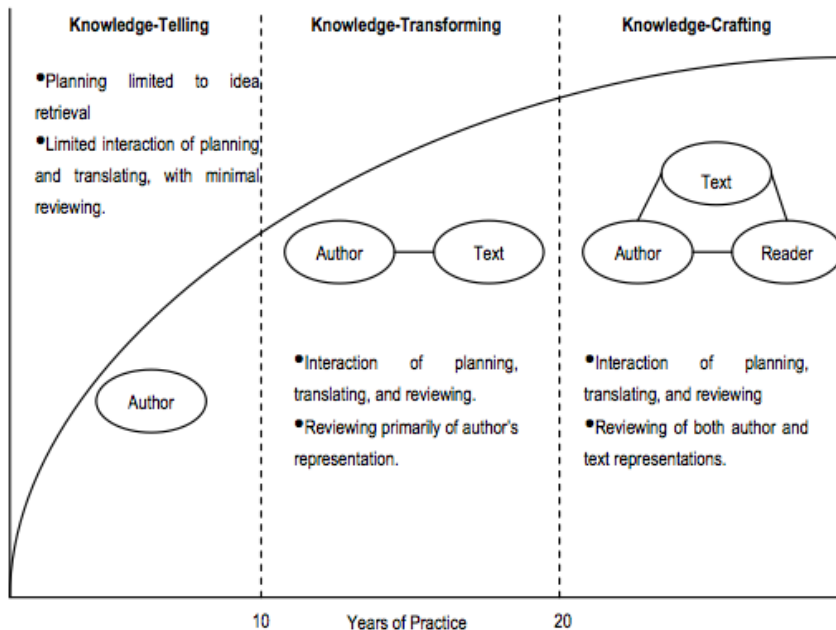 Knowledge-Telling
Knowledge-Transforming
Knowledge-Crafting
•Planning limited to idea
retrieval
•Limited interaction of planning
and translating, with minimal
reviewing.
Author
Author
Text
•Interaction of planning,
translating, and reviewing.
•Reviewing primarily of author's
representation.
Text
Author
Reader
•Interaction of planning,
translating, and reviewing
•Reviewing of both author and
text representations.
10
Years of Practice
20